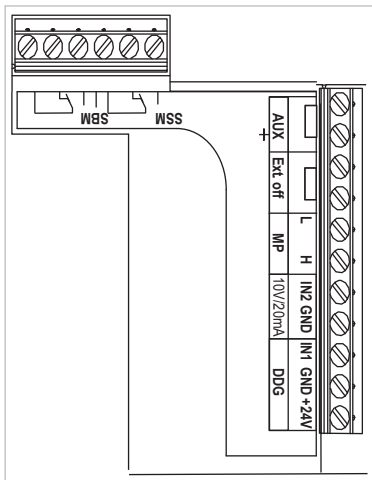 SBM
SSM
AUX
+
Ext off
L
MP
H
10V/20mA
IN2 GND
DDG
IN1 GND +24V